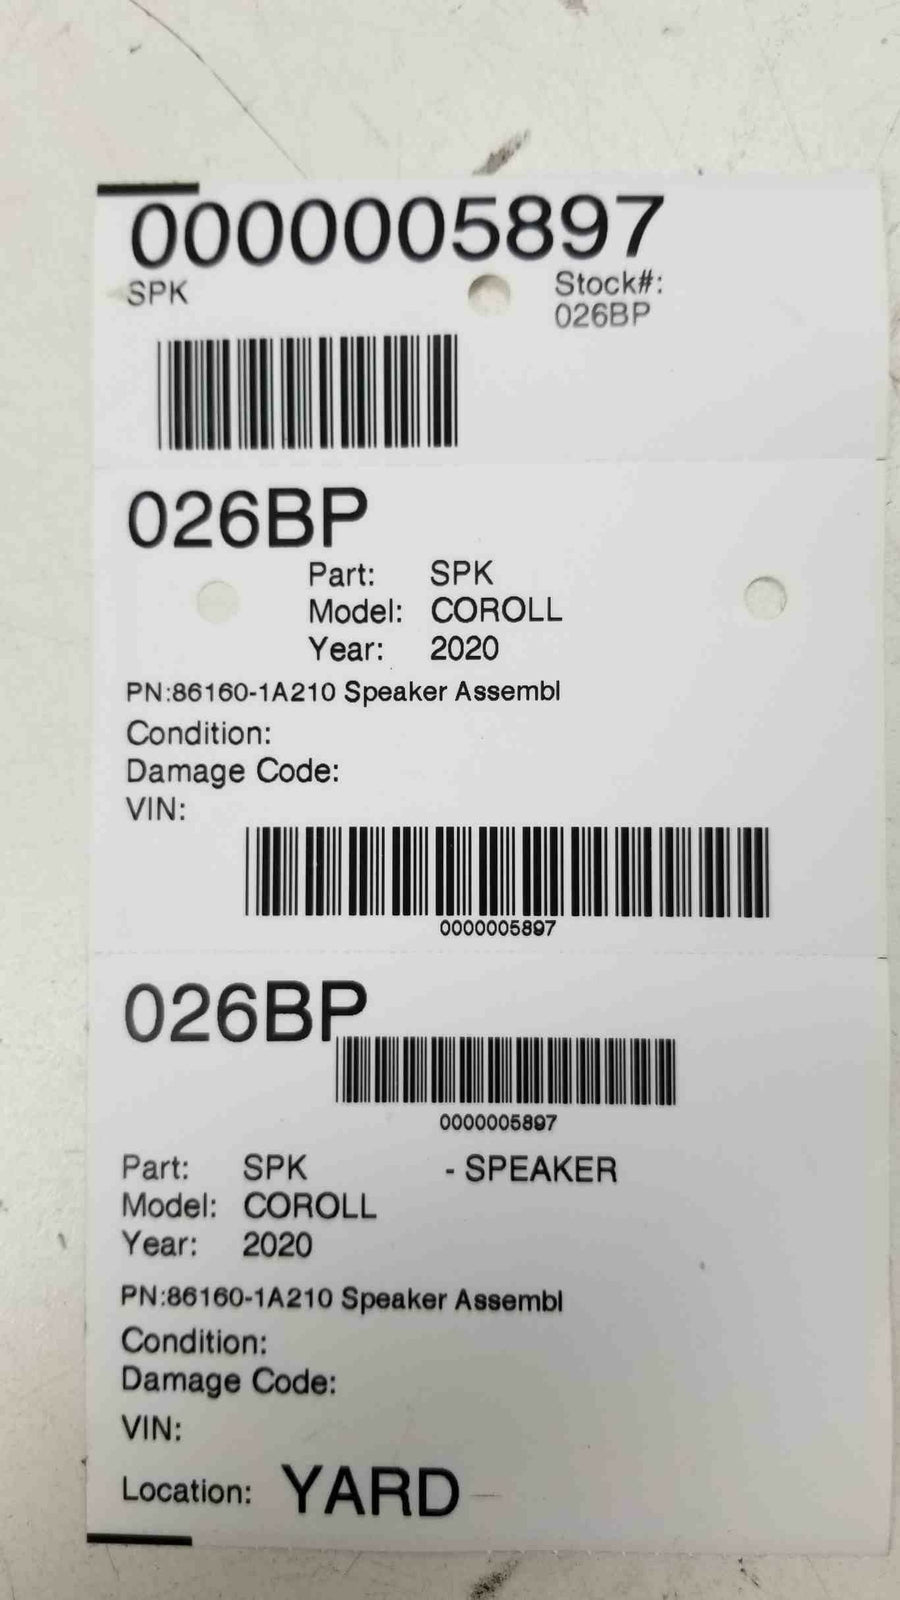 0000005897
SPK
Stock#:
026BP
026BP
Part: SPK
Model: COROLL
Year: 2020
PN:86160-1A210 Speaker Assembl
Condition:
Damage Code:
VIN:
0000005897
026BP
0000005897
Part: SPK - SPEAKER
Model: COROLL
Year: 2020
PN:86160-1A210 Speaker Assembl
Condition:
Damage Code:
VIN:
Location: YARD